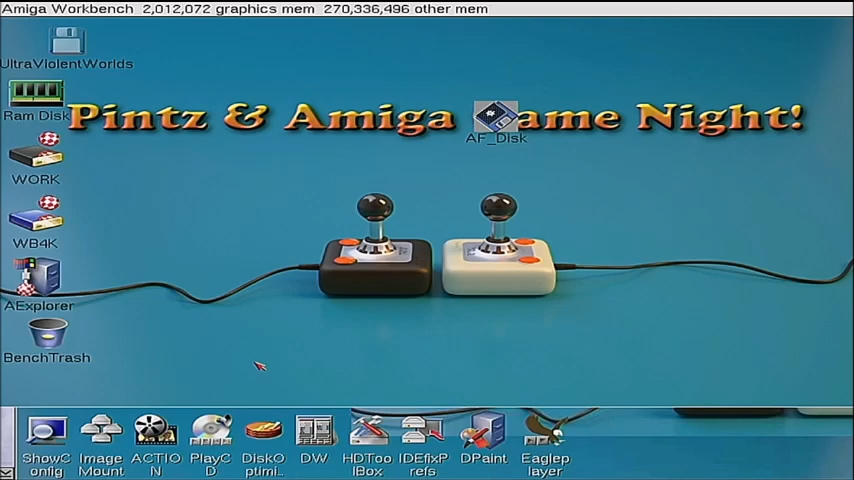 Amiga Workbench 2,012,072 graphics mem 270,336,496 other mem
UltraViolentWorlds
Ram Disk
Pintz & Amiga Game Night!
AF_Disk
WORK
WB4K
AExplorer
BenchTrash
ShowC
onfig
Image
Mount
ACTIO
N
PlayC
D
DiskO
ptimi..
DW
HDToo
lBox
IDEfixP
refs
DPaint
Eaglep
layer